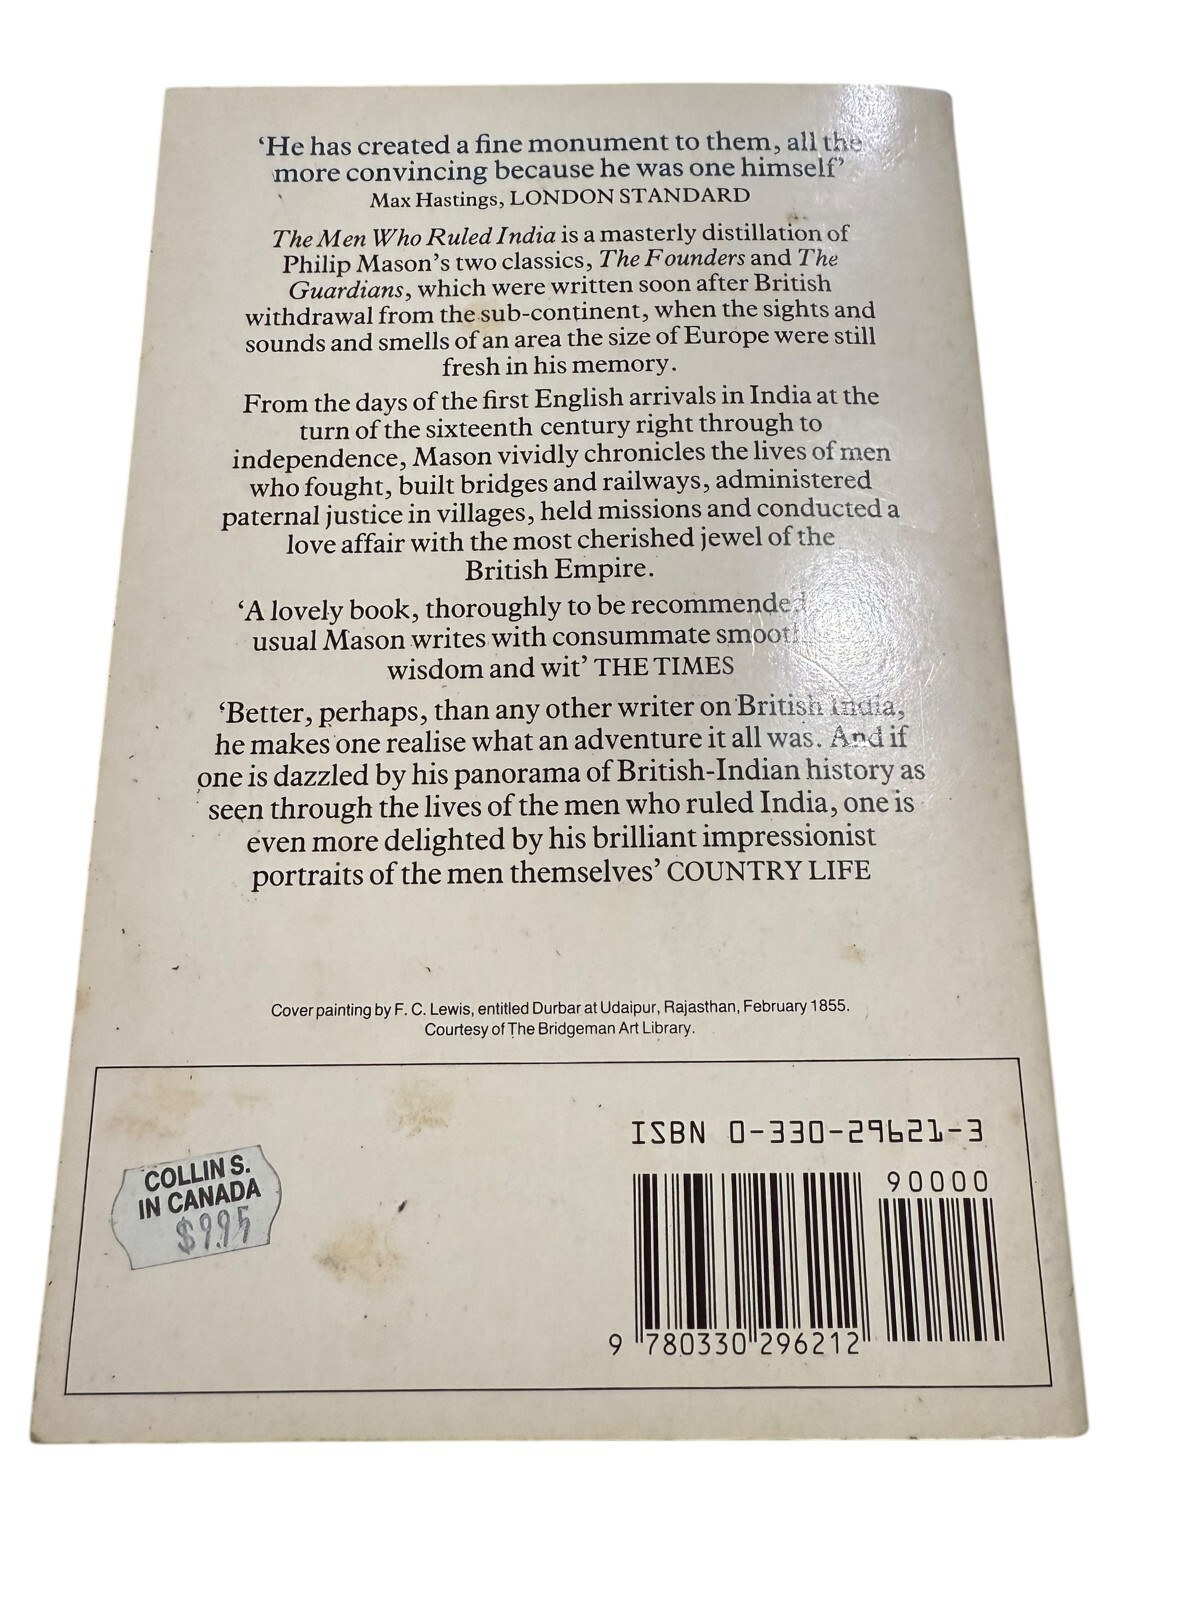 ‘He has created a fine monument to them, all the
more convincing because he was one himself’
Max Hastings, LONDON STANDARD
The Men Who Ruled India is a masterly distillation of
Philip Mason’s two classics, The Founders and The
Guardians, which were written soon after British
withdrawal from the sub-continent, when the sights and
sounds and smells of an area the size of Europe were still
fresh in his memory.
From the days of the first English arrivals in India at the
turn of the sixteenth century right through to
independence, Mason vividly chronicles the lives of men
who fought, built bridges and railways, administered
paternal justice in villages, held missions and conducted a
love affair with the most cherished jewel of the
British Empire.
‘A lovely book, thoroughly to be recommended
usual Mason writes with consummate
wisdom and wit’ THE TIMES
‘Better, perhaps, than any other writer on British India,
he makes one realise what an adventure it all was. And if
one is dazzled by his panorama of British-Indian history as
seen through the lives of the men who ruled India, one is
even more delighted by his brilliant impressionist
portraits of the men themselves’ COUNTRY LIFE
Cover painting by F. C. Lewis, entitled Durbar at Udaipur, Rajasthan, February 1855.
Courtesy of The Bridgeman Art Library.
ISBN 0-330-29621-3
90000
9 780330 296212
COLLINS.
IN CANADA
$9.95